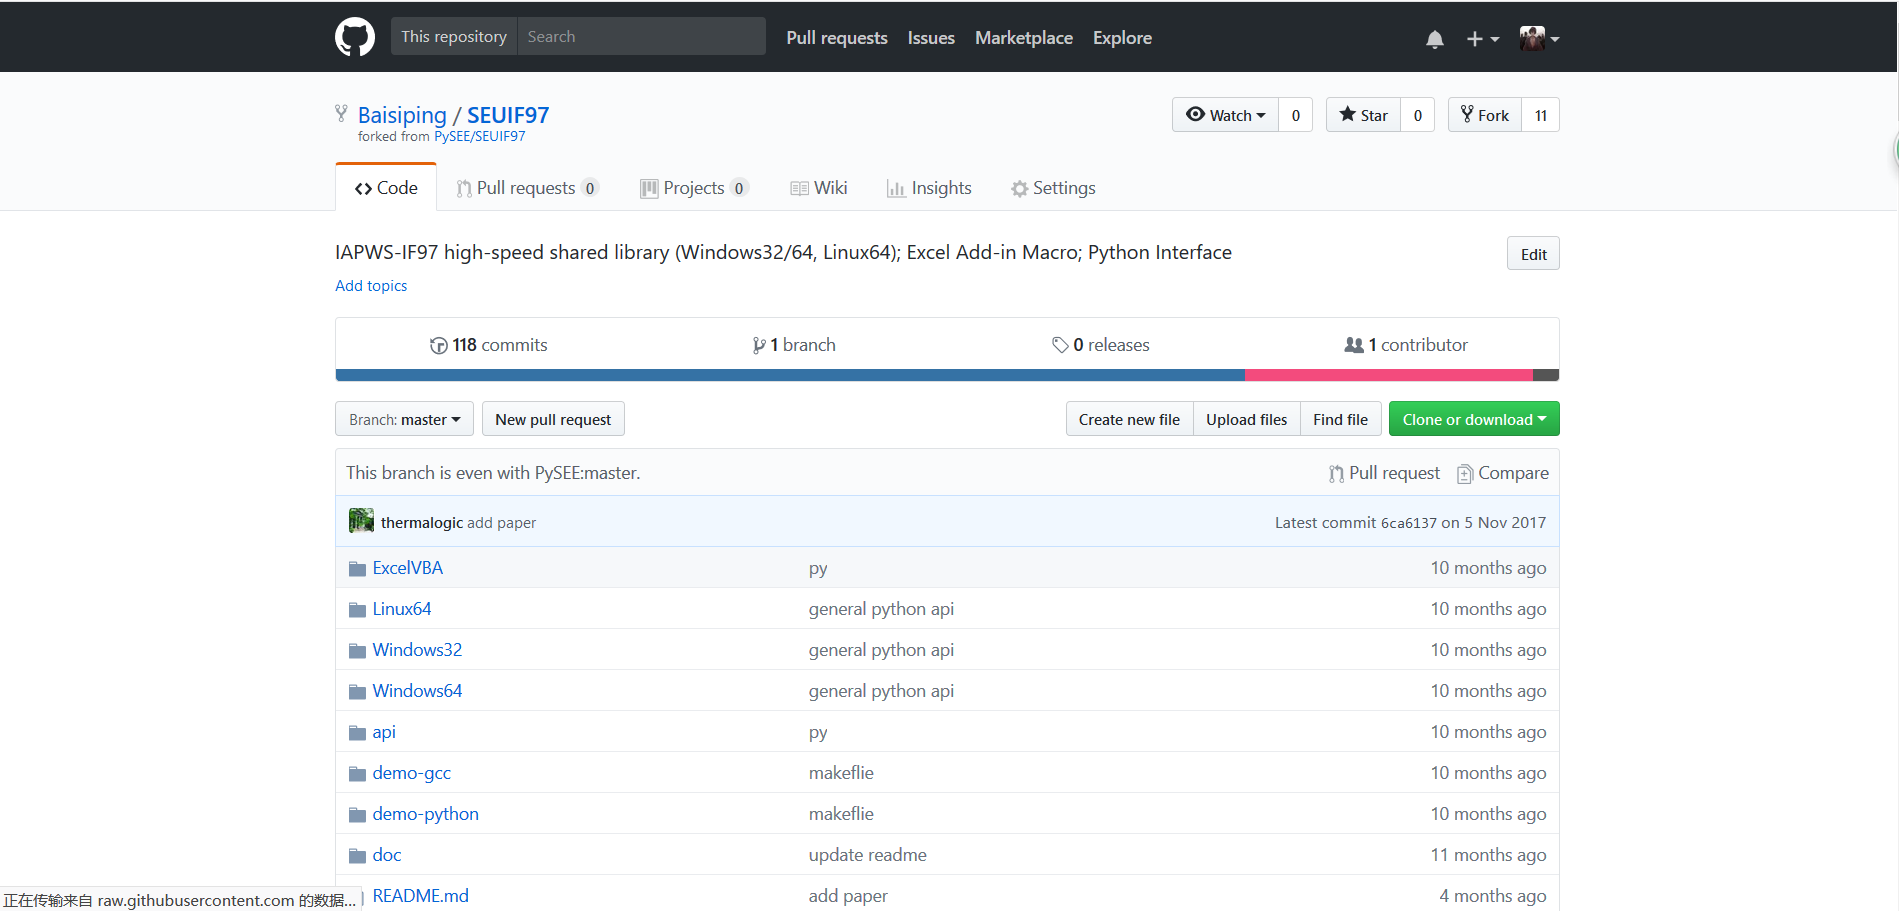 This repository Search Pull requests Issues Marketplace Explore
Baisiping / SEUIF97 Watch 0 Star 0 Fork 11
forked from PySEE/SEUIF97
Code Pull requests 0 Projects 0 Wiki Insights Settings
IAPWS-IF97 high-speed shared library (Windows32/64, Linux64); Excel Add-in Macro; Python Interface Edit
Add topics
118 commits 1 branch 0 releases 1 contributor
Branch: master New pull request Create new file Upload files Find file Clone or download
This branch is even with PySEE:master. Pull request Compare
thermalogic add paper Latest commit 6ca6137 on 5 Nov 2017
ExcelVBA py 10 months ago
Linux64 general python api 10 months ago
Windows32 general python api 10 months ago
Windows64 general python api 10 months ago
api py 10 months ago
demo-gcc makeflie 10 months ago
demo-python makeflie 10 months ago
doc update readme 11 months ago
README.md add paper 4 months ago
正在传输来自 raw.githubusercontent.com 的数据...